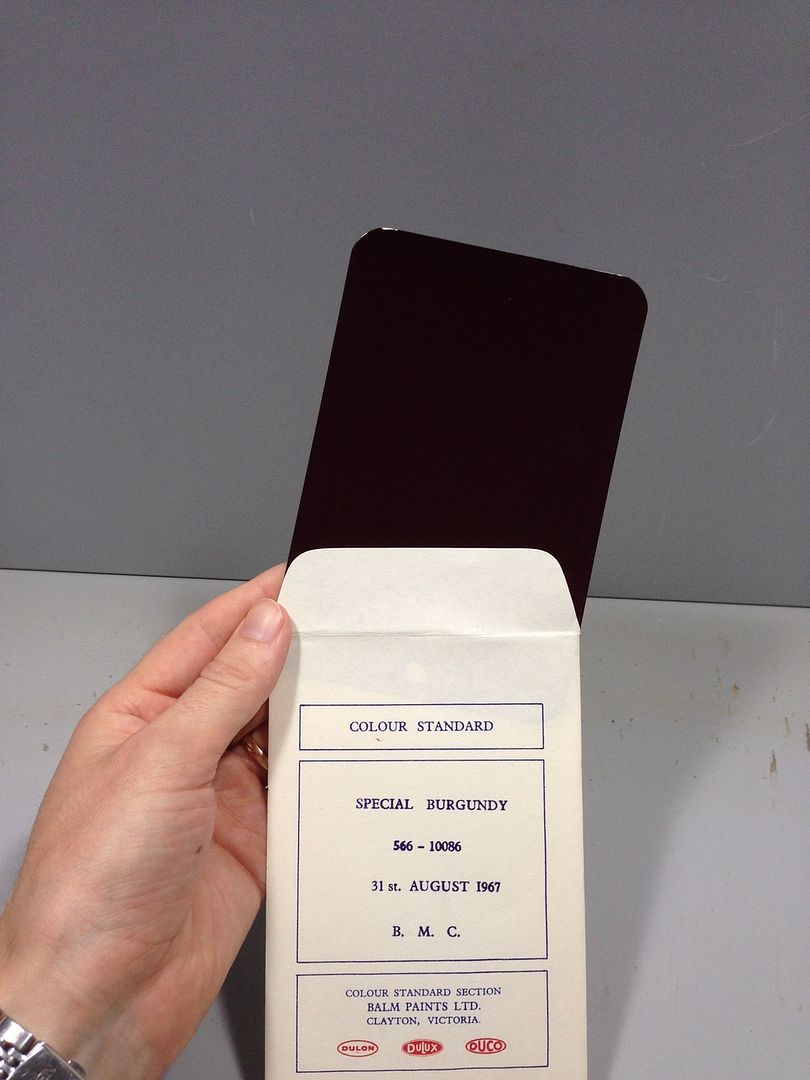 COLOUR STANDARD
SPECIAL BURGUNDY
566 - 10086
31 st. AUGUST 1967
B. M. C.
COLOUR STANDARD SECTION
BALM PAINTS LTD.
CLAYTON, VICTORIA.
DULON DULUX DUCO